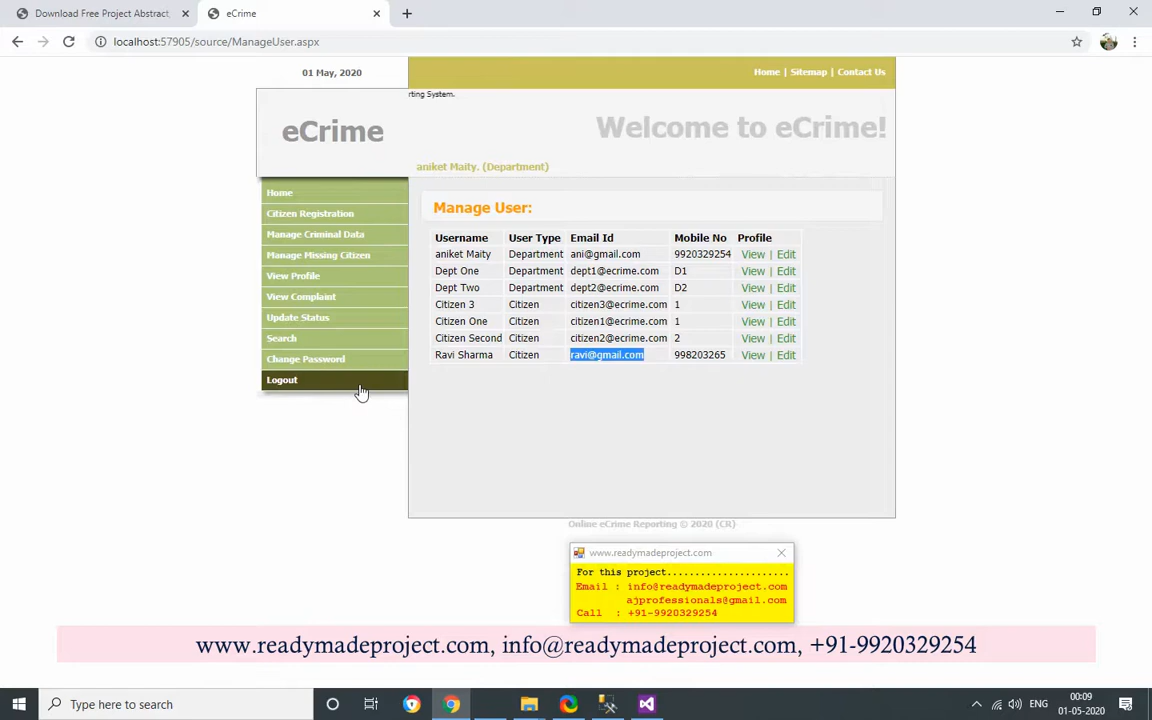 Download Free Project Abstract,
eCrime
localhost:57905/source/ManageUser.aspx
01 May, 2020
Home | Sitemap | Contact Us
rting System.
eCrime
Welcome to eCrime!
aniket Maity. (Department)
Home
Citizen Registration
Manage Criminal Data
Manage Missing Citizen
View Profile
View Complaint
Update Status
Search
Change Password
Logout
Manage User:
Username User Type Email Id Mobile No Profile
aniket Maity Department ani@gmail.com 9920329254 View | Edit
Dept One Department dept1@ecrime.com D1 View | Edit
Dept Two Department dept2@ecrime.com D2 View | Edit
Citizen 3 Citizen citizen3@ecrime.com 1 View | Edit
Citizen One Citizen citizen1@ecrime.com 1 View | Edit
Citizen Second Citizen citizen2@ecrime.com 2 View | Edit
Ravi Sharma Citizen ravi@gmail.com 998203265 View | Edit
Online eCrime Reporting © 2020 (CR)
www.readymadeproject.com
For this project......................
Email : info@readymadeproject.com
ajprofessionals@gmail.com
Call : +91-9920329254
www.readymadeproject.com, info@readymadeproject.com, +91-9920329254
Type here to search
ENG
00:09
01-05-2020